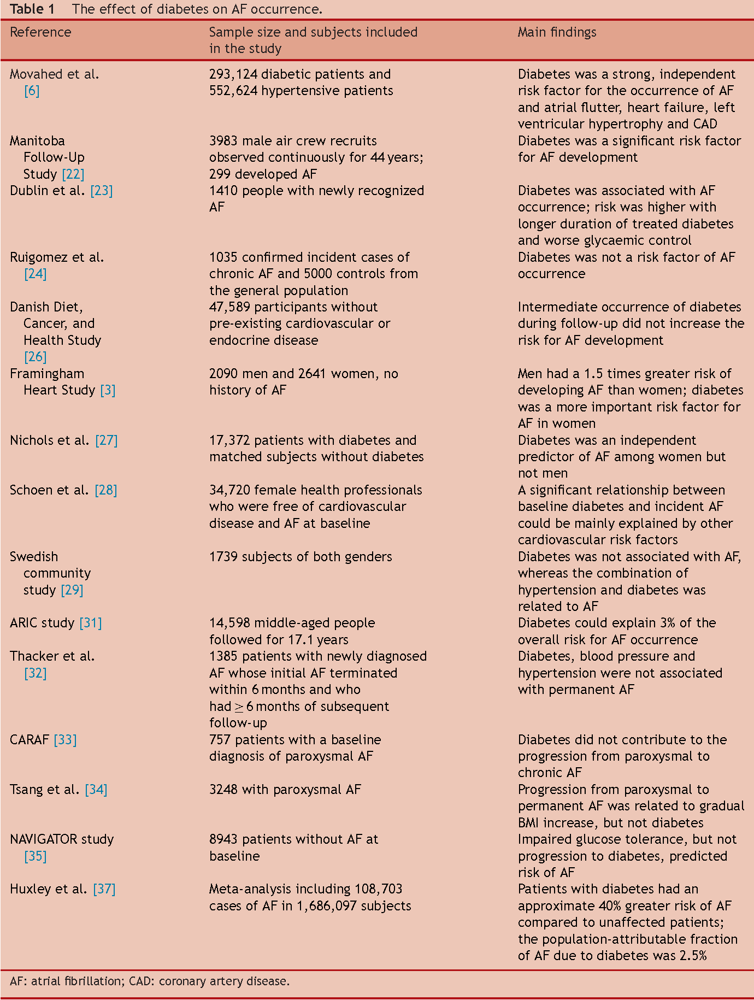 Table 1 The effect of diabetes on AF occurrence.
Reference Sample size and subjects included in the study Main findings
Movahed et al. [6] 293,124 diabetic patients and 552,624 hypertensive patients Diabetes was a strong, independent risk factor for the occurrence of AF and atrial flutter, heart failure, left ventricular hypertrophy and CAD
Manitoba Follow-Up Study [22] 3983 male air crew recruits observed continuously for 44 years; 299 developed AF Diabetes was a significant risk factor for AF development
Dublin et al. [23] 1410 people with newly recognized AF Diabetes was associated with AF occurrence; risk was higher with longer duration of treated diabetes and worse glycaemic control
Ruigomez et al. [24] 1035 confirmed incident cases of chronic AF and 5000 controls from the general population Diabetes was not a risk factor of AF occurrence
Danish Diet, Cancer, and Health Study [26] 47,589 participants without pre-existing cardiovascular or endocrine disease Intermediate occurrence of diabetes during follow-up did not increase the risk for AF development
Framingham Heart Study [3] 2090 men and 2641 women, no history of AF Men had a 1.5 times greater risk of developing AF than women; diabetes was a more important risk factor for AF in women
Nichols et al. [27] 17,372 patients with diabetes and matched subjects without diabetes Diabetes was an independent predictor of AF among women but not men
Schoen et al. [28] 34,720 female health professionals who were free of cardiovascular disease and AF at baseline A significant relationship between baseline diabetes and incident AF could be mainly explained by other cardiovascular risk factors
Swedish community study [29] 1739 subjects of both genders Diabetes was not associated with AF, whereas the combination of hypertension and diabetes was related to AF
ARIC study [31] 14,598 middle-aged people followed for 17.1 years Diabetes could explain 3% of the overall risk for AF occurrence
Thacker et al. [32] 1385 patients with newly diagnosed AF whose initial AF terminated within 6 months and who had ≥ 6 months of subsequent follow-up Diabetes, blood pressure and hypertension were not associated with permanent AF
CARAF [33] 757 patients with a baseline diagnosis of paroxysmal AF Diabetes did not contribute to the progression from paroxysmal to chronic AF
Tsang et al. [34] 3248 with paroxysmal AF Progression from paroxysmal to permanent AF was related to gradual BMI increase, but not diabetes
NAVIGATOR study [35] 8943 patients without AF at baseline Impaired glucose tolerance, but not progression to diabetes, predicted risk of AF
Huxley et al. [37] Meta-analysis including 108,703 cases of AF in 1,686,097 subjects Patients with diabetes had an approximate 40% greater risk of AF compared to unaffected patients; the population-attributable fraction of AF due to diabetes was 2.5%
AF: atrial fibrillation; CAD: coronary artery disease.